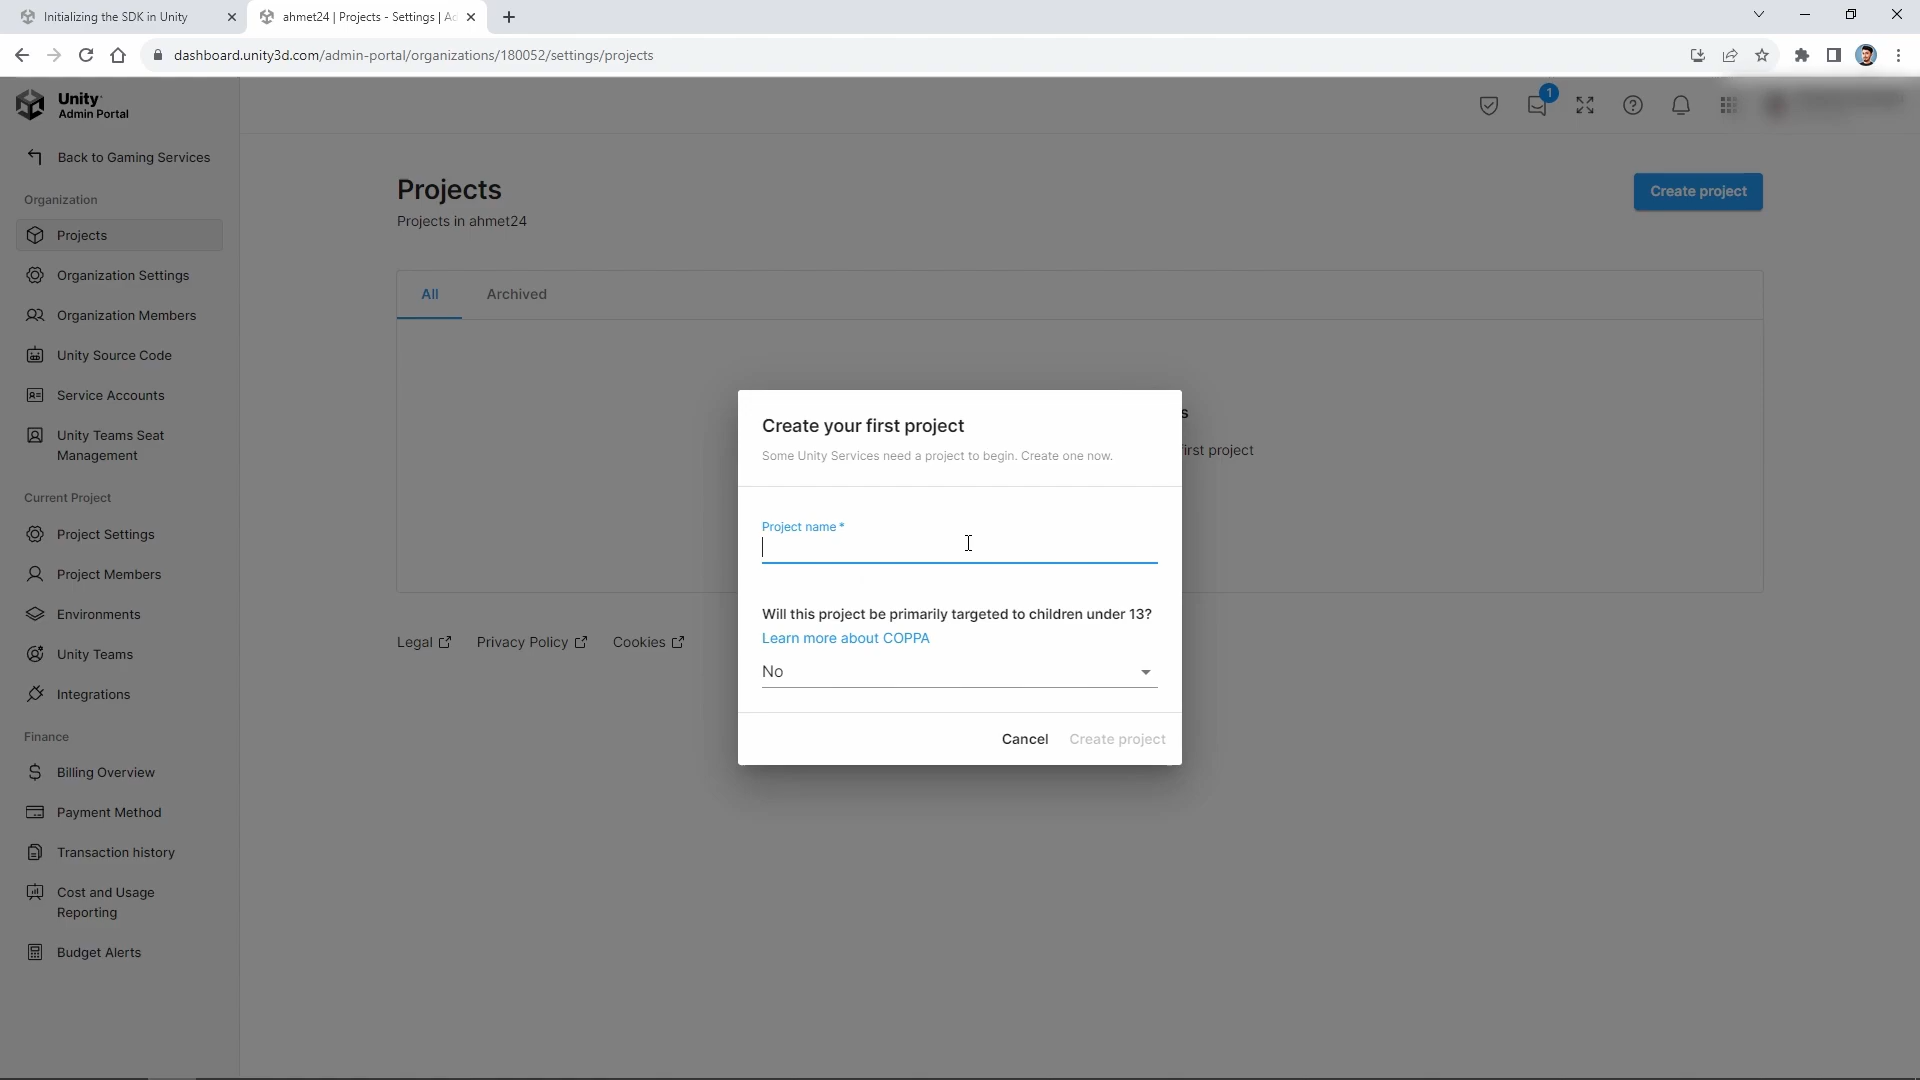 Initializing the SDK in Unity
ahmet24 | Projects - Settings | Ad
dashboard.unity3d.com/admin-portal/organizations/180052/settings/projects
Unity
Admin Portal
1
Back to Gaming Services
Organization
Projects
Organization Settings
Organization Members
Unity Source Code
Service Accounts
Unity Teams Seat
Management
Current Project
Project Settings
Project Members
Environments
Unity Teams
Integrations
Finance
Billing Overview
Payment Method
Transaction history
Cost and Usage
Reporting
Budget Alerts
Projects
Projects in ahmet24
Create project
All
Archived
s
first project
Create your first project
Some Unity Services need a project to begin. Create one now.
Project name *
Will this project be primarily targeted to children under 13?
Learn more about COPPA
No
Cancel
Create project
Legal
Privacy Policy
Cookies